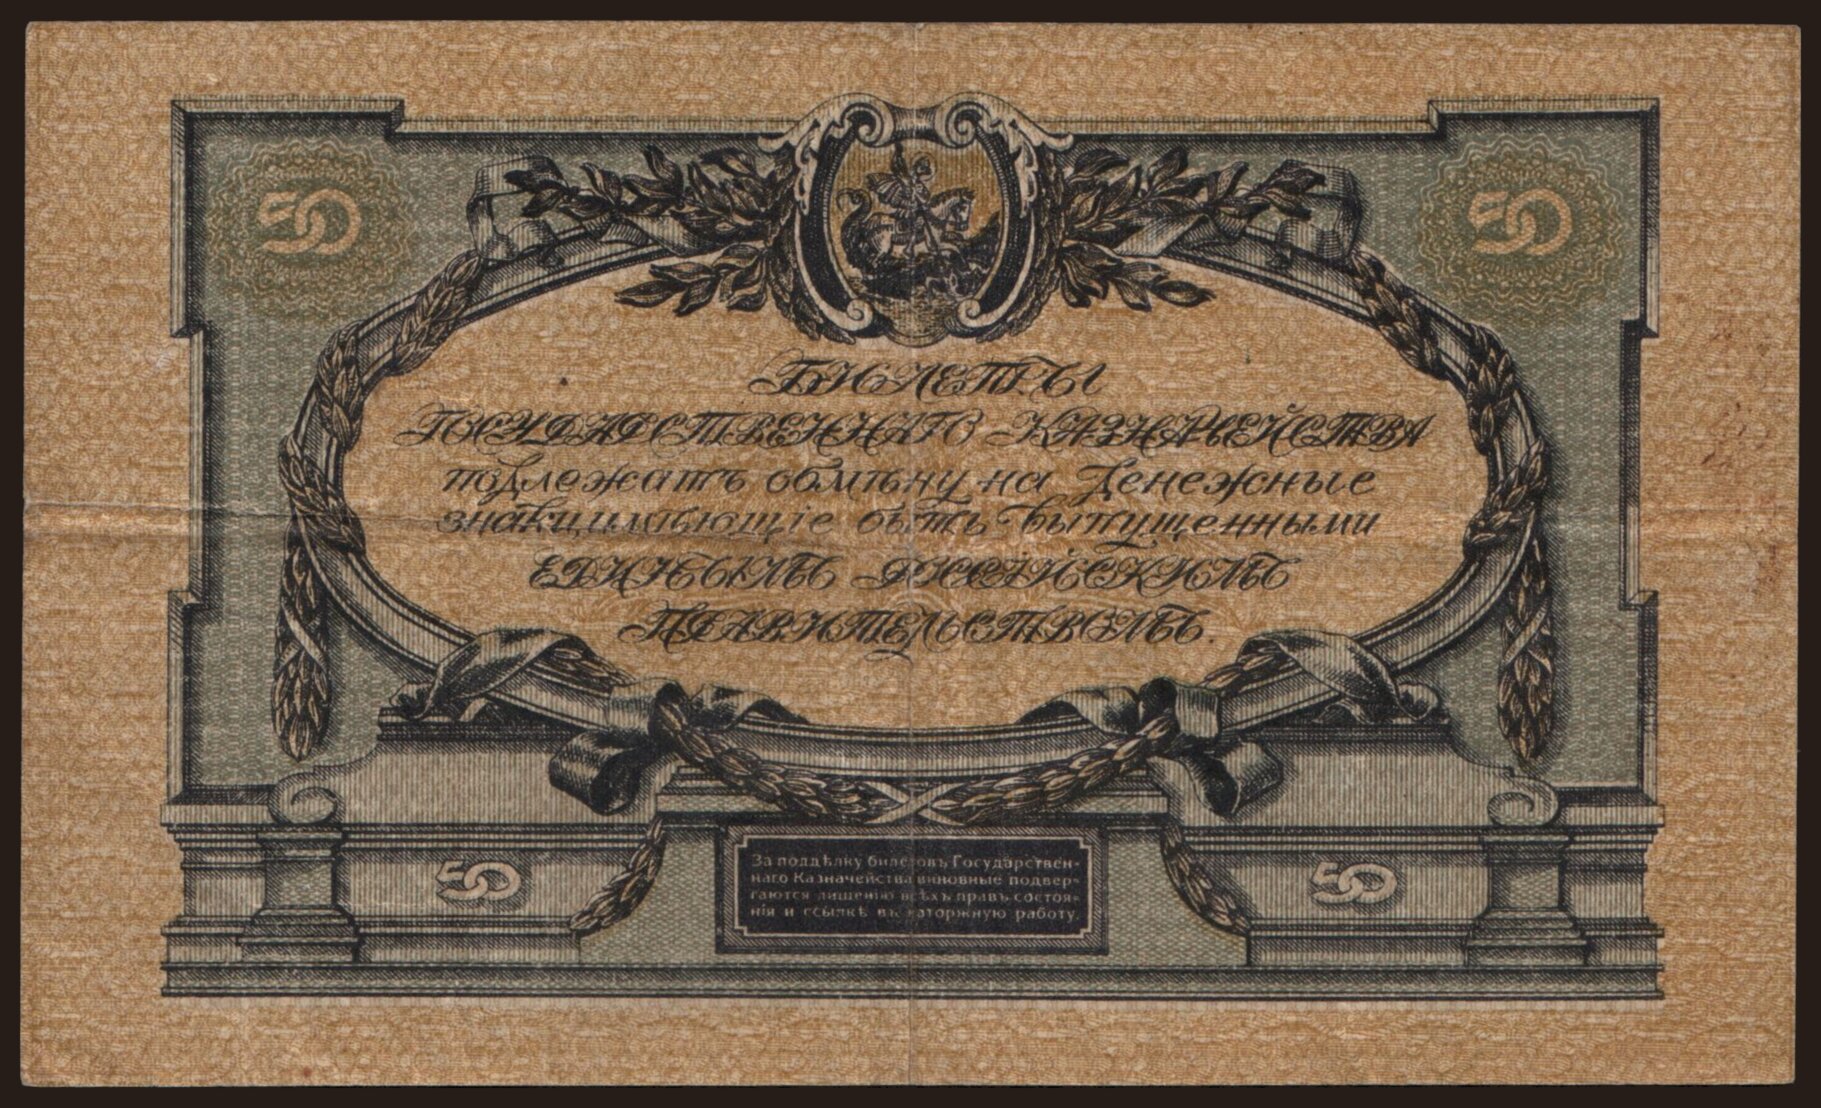 50
50
БИЛЕТЫ
ГОСУДАРСТВЕННАГО КАЗНАЧЕЙСТВА
подлежатъ обмѣну на денежные
знаки, имѣющіе быть выпущенными
ЕДИНЫМЪ РОССІЙСКИМЪ
ПРАВИТЕЛЬСТВОМЪ.
50
50
За поддѣлку билетовъ Государствен-
наго Казначейства виновные подвер-
гаются лишенію всѣхъ правъ состоя-
нія и ссылкѣ въ каторжную работу.